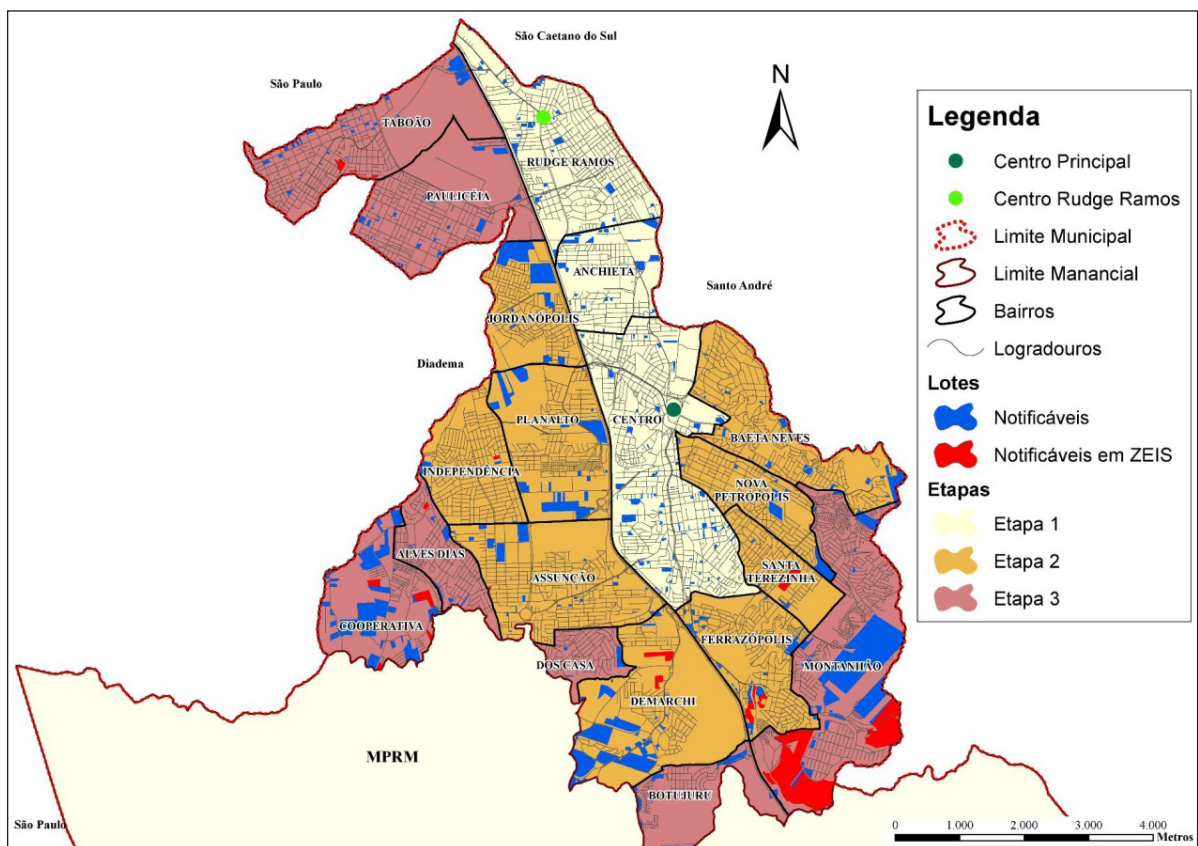 São Caetano do Sul
São Paulo
N
TABOÃO
RUDGE RAMOS
PAULICÉIA
ANCHIETA
Santo André
JORDANÓPOLIS
Diadema
PLANALTO
CENTRO
BAETA NEVES
INDEPENDÊNCIA
NOVA
PETRÓPOLIS
ALVES DIAS
ASSUNÇÃO
SANTA
TEREZINHA
COOPERATIVA
FERRAZÓPOLIS
DOS CASA
MONTANHÃO
DEMARCHI
MPRM
BOTUJURU
São Paulo
Legenda
Centro Principal
Centro Rudge Ramos
Limite Municipal
Limite Manancial
Bairros
Logradouros
Lotes
Notificáveis
Notificáveis em ZEIS
Etapas
Etapa 1
Etapa 2
Etapa 3
0 1.000 2.000 3.000 4.000
Metros